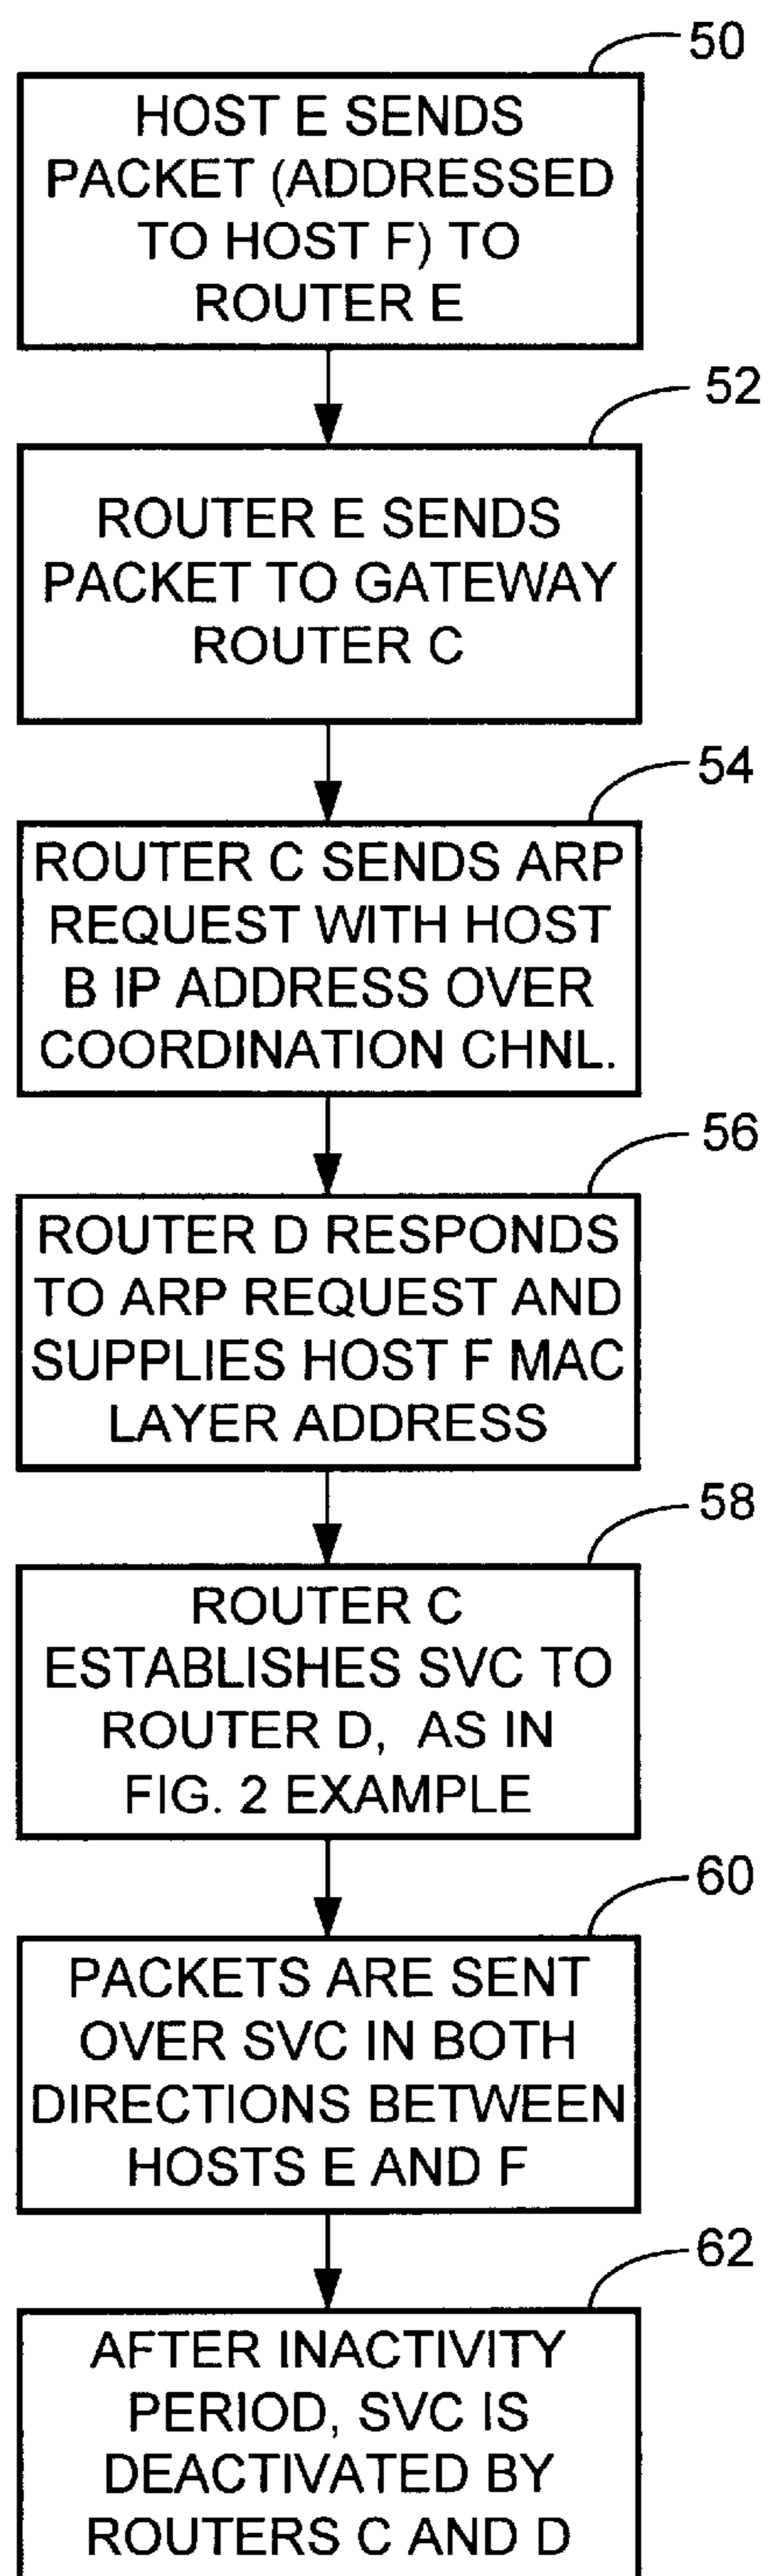 50
HOST E SENDS
PACKET (ADDRESSED
TO HOST F) TO
ROUTER E
52
ROUTER E SENDS
PACKET TO GATEWAY
ROUTER C
54
ROUTER C SENDS ARP
REQUEST WITH HOST
B IP ADDRESS OVER
COORDINATION CHNL.
56
ROUTER D RESPONDS
TO ARP REQUEST AND
SUPPLIES HOST F MAC
LAYER ADDRESS
58
ROUTER C
ESTABLISHES SVC TO
ROUTER D, AS IN
FIG. 2 EXAMPLE
60
PACKETS ARE SENT
OVER SVC IN BOTH
DIRECTIONS BETWEEN
HOSTS E AND F
62
AFTER INACTIVITY
PERIOD, SVC IS
DEACTIVATED BY
ROUTERS C AND D